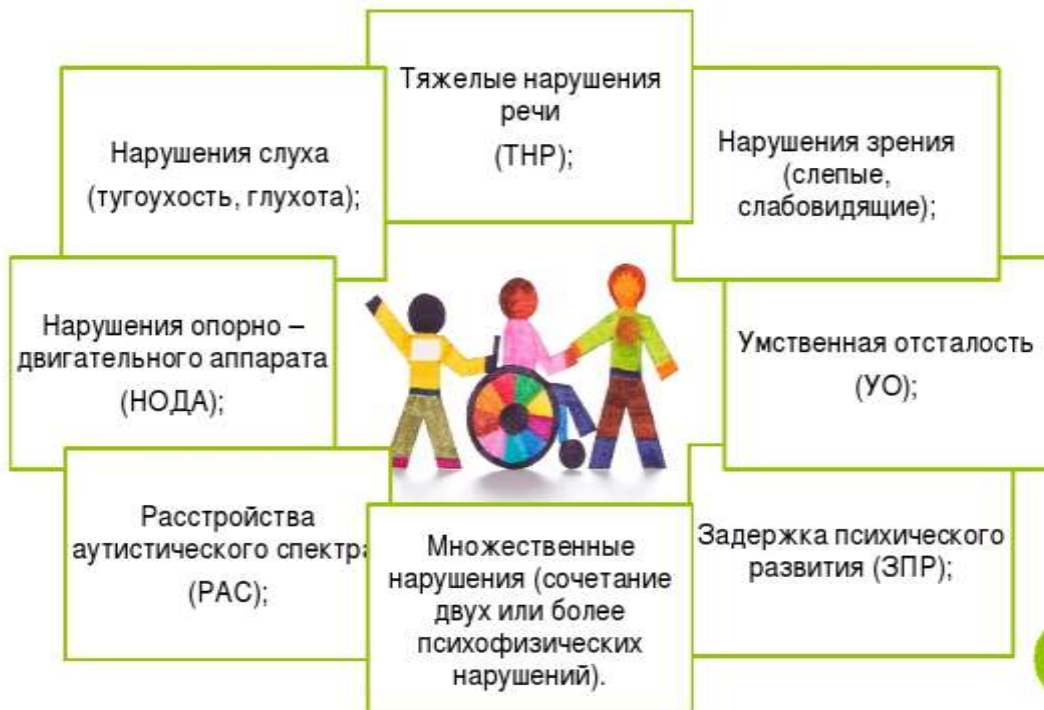 Тяжелые нарушения
речи
(ТНР);
Нарушения зрения
(слепые,
слабовидящие);
Умственная отсталость
(УО);
Задержка психического
развития (ЗПР);
Множественные
нарушения (сочетание
двух или более
психофизических
нарушений).
Расстройства
аутистического спектра
(РАС);
Нарушения опорно –
двигательного аппарата
(НОДА);
Нарушения слуха
(тугоухость, глухота);